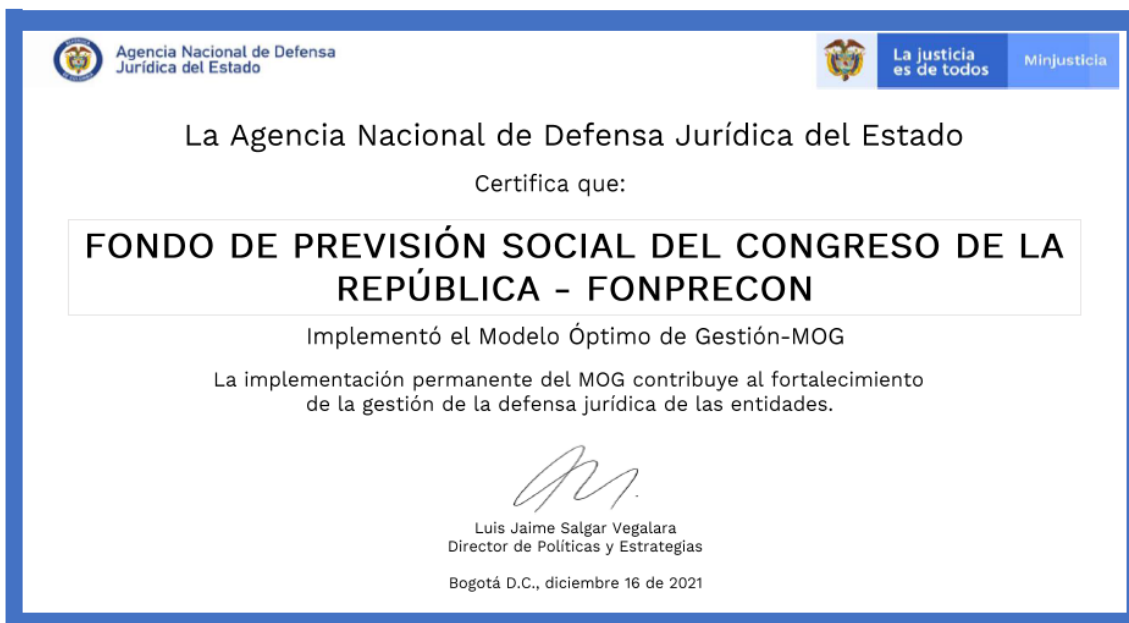 Agencia Nacional de Defensa
Jurídica del Estado
La justicia
es de todos
Minjusticia
La Agencia Nacional de Defensa Jurídica del Estado
Certifica que:
FONDO DE PREVISIÓN SOCIAL DEL CONGRESO DE LA
REPÚBLICA - FONPRECON
Implementó el Modelo Óptimo de Gestión-MOG
La implementación permanente del MOG contribuye al fortalecimiento
de la gestión de la defensa jurídica de las entidades.
Luis Jaime Salgar Vegalara
Director de Políticas y Estrategias
Bogotá D.C., diciembre 16 de 2021